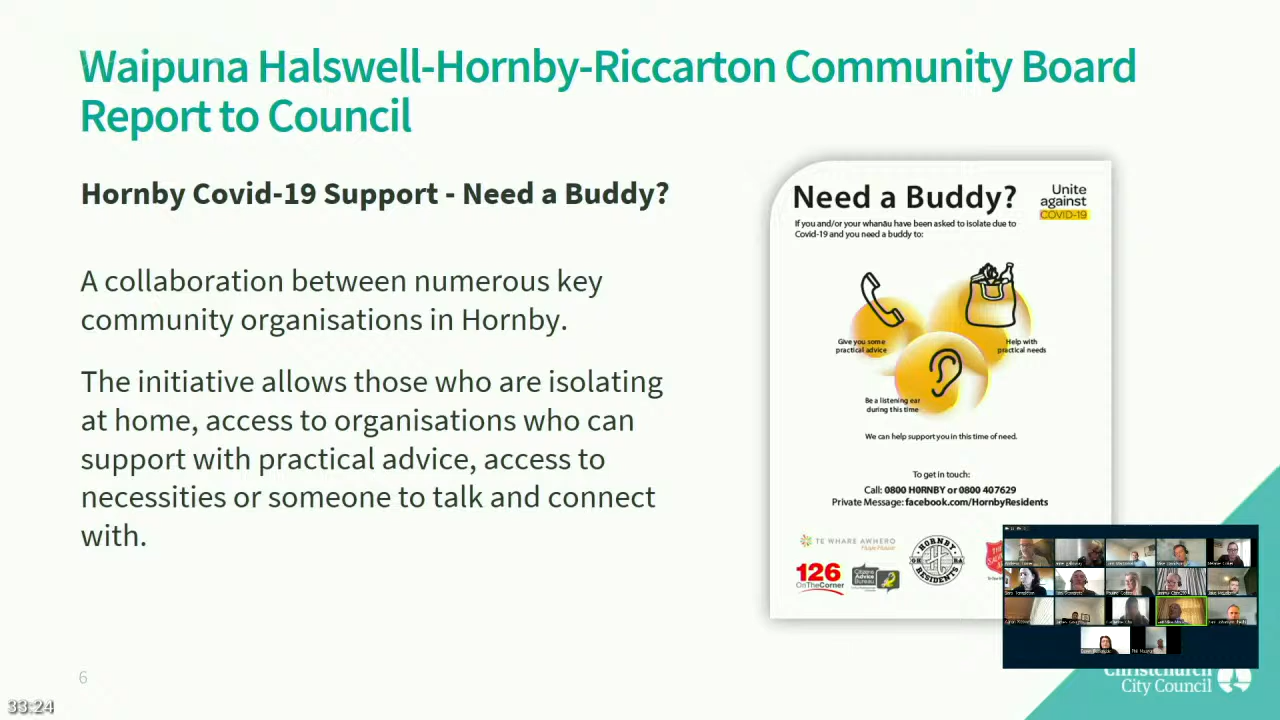 Waipuna Halswell-Hornby-Riccarton Community Board
Report to Council
Hornby Covid-19 Support - Need a Buddy?
A collaboration between numerous key
community organisations in Hornby.
The initiative allows those who are isolating
at home, access to organisations who can
support with practical advice, access to
necessities or someone to talk and connect
with.
Need a Buddy?
Unite
against
COVID-19
If you and/or your whanāu have been asked to isolate due to
Covid-19 and you need a buddy to:
Give you some
practical advice
Help with
practical needs
Be a listening ear
during this time
We can help support you in this time of need.
To get in touch:
Call: 0800 H0RNBY or 0800 407629
Private Message: facebook.com/HornbyResidents
TE WHARE AWHERO
Hope House
126
OnTheCorner
Citizens
Advice
Bureau
HORNBY
RESIDENTS
Christchurch
City Council
6
33:24